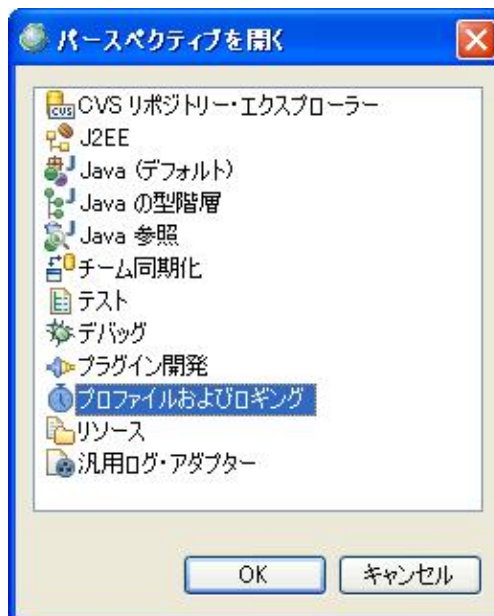 パースペクティブを開く
CVS リポジトリー・エクスプローラー
J2EE
Java (デフォルト)
Java の型階層
Java 参照
チーム同期化
テスト
デバッグ
プラグイン開発
プロファイルおよびロギング
リソース
汎用ログ・アダプター
OK キャンセル